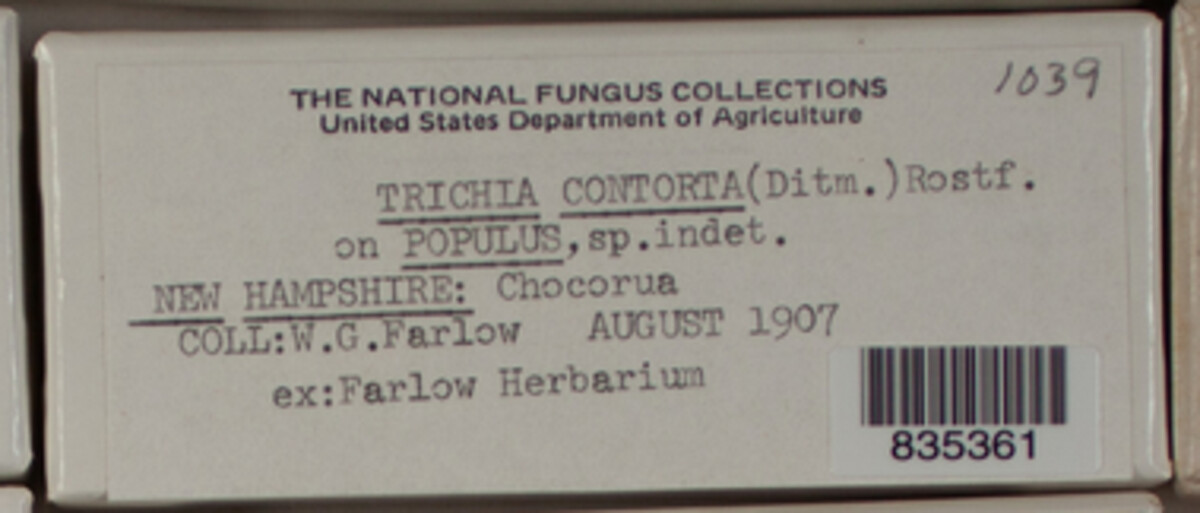 1039
THE NATIONAL FUNGUS COLLECTIONS
United States Department of Agriculture
TRICHIA CONTORTA(Ditm.)Rostf.
on POPULUS,sp.indet.
NEW HAMPSHIRE: Chocorua
COLL:W.G.Farlow AUGUST 1907
ex:Farlow Herbarium
835361